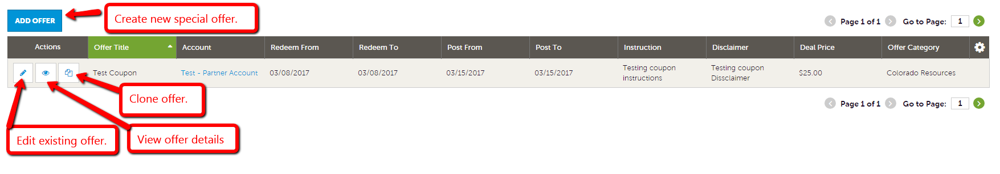 ADD OFFER
Create new special offer.
Page 1 of 1 Go to Page: 1
Actions Offer Title Account Redeem From Redeem To Post From Post To Instruction Disclaimer Deal Price Offer Category
Test Coupon Test - Partner Account 03/08/2017 03/08/2017 03/15/2017 03/15/2017 Testing coupon instructions Testing coupon Dissclaimer $25.00 Colorado Resources
Clone offer.
Page 1 of 1 Go to Page: 1
Edit existing offer.
View offer details